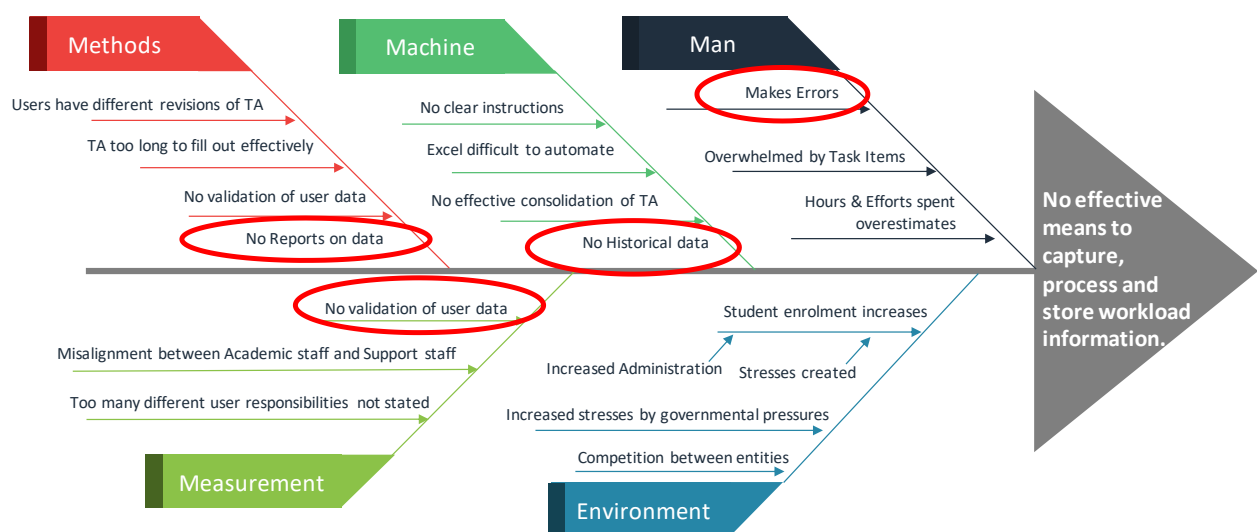 Methods
Machine
Man
Users have different revisions of TA
TA too long to fill out effectively
No validation of user data
No Reports on data
No clear instructions
Excel difficult to automate
No effective consolidation of TA
No Historical data
Makes Errors
Overwhelmed by Task Items
Hours & Efforts spent
overestimates
No effective
means to
capture,
process and
store workload
information.
No validation of user data
Misalignment between Academic staff and Support staff
Too many different user responsibilities not stated
Student enrolment increases
Increased Administration
Stresses created
Increased stresses by governmental pressures
Competition between entities
Measurement
Environment